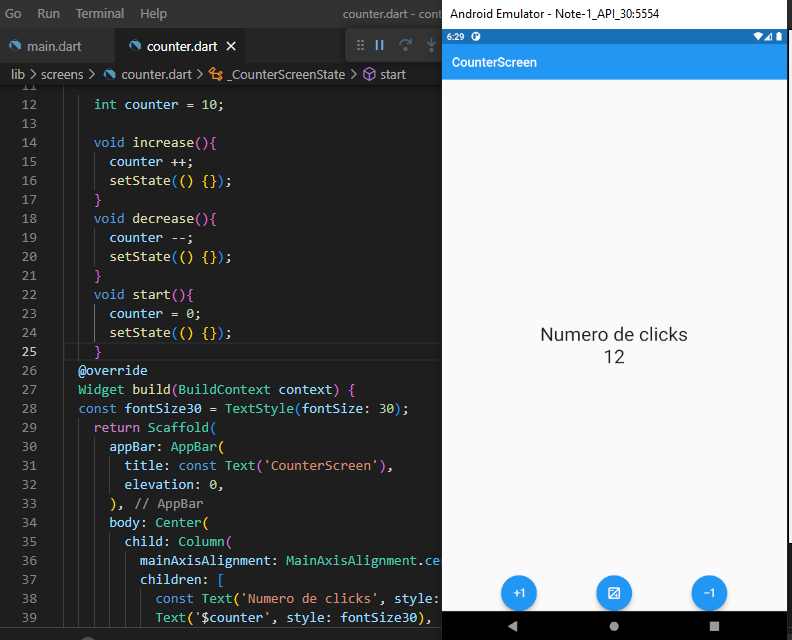 Go Run Terminal Help counter.dart - cont
main.dart counter.dart
lib > screens > counter.dart > _CounterScreenState > start
11
12 int counter = 10;
13
14 void increase(){
15 counter ++;
16 setState(() {});
17 }
18 void decrease(){
19 counter --;
20 setState(() {});
21 }
22 void start(){
23 counter = 0;
24 setState(() {});
25 }
26 @override
27 Widget build(BuildContext context) {
28 const fontSize30 = TextStyle(fontSize: 30);
29 return Scaffold(
30 appBar: AppBar(
31 title: const Text('CounterScreen'),
32 elevation: 0,
33 ), // AppBar
34 body: Center(
35 child: Column(
36 mainAxisAlignment: MainAxisAlignment.ce
37 children: [
38 const Text('Numero de clicks', style:
39 Text('$counter', style: fontSize30),
Android Emulator - Note-1_API_30:5554
6:29
CounterScreen
Numero de clicks
12
+1 -1